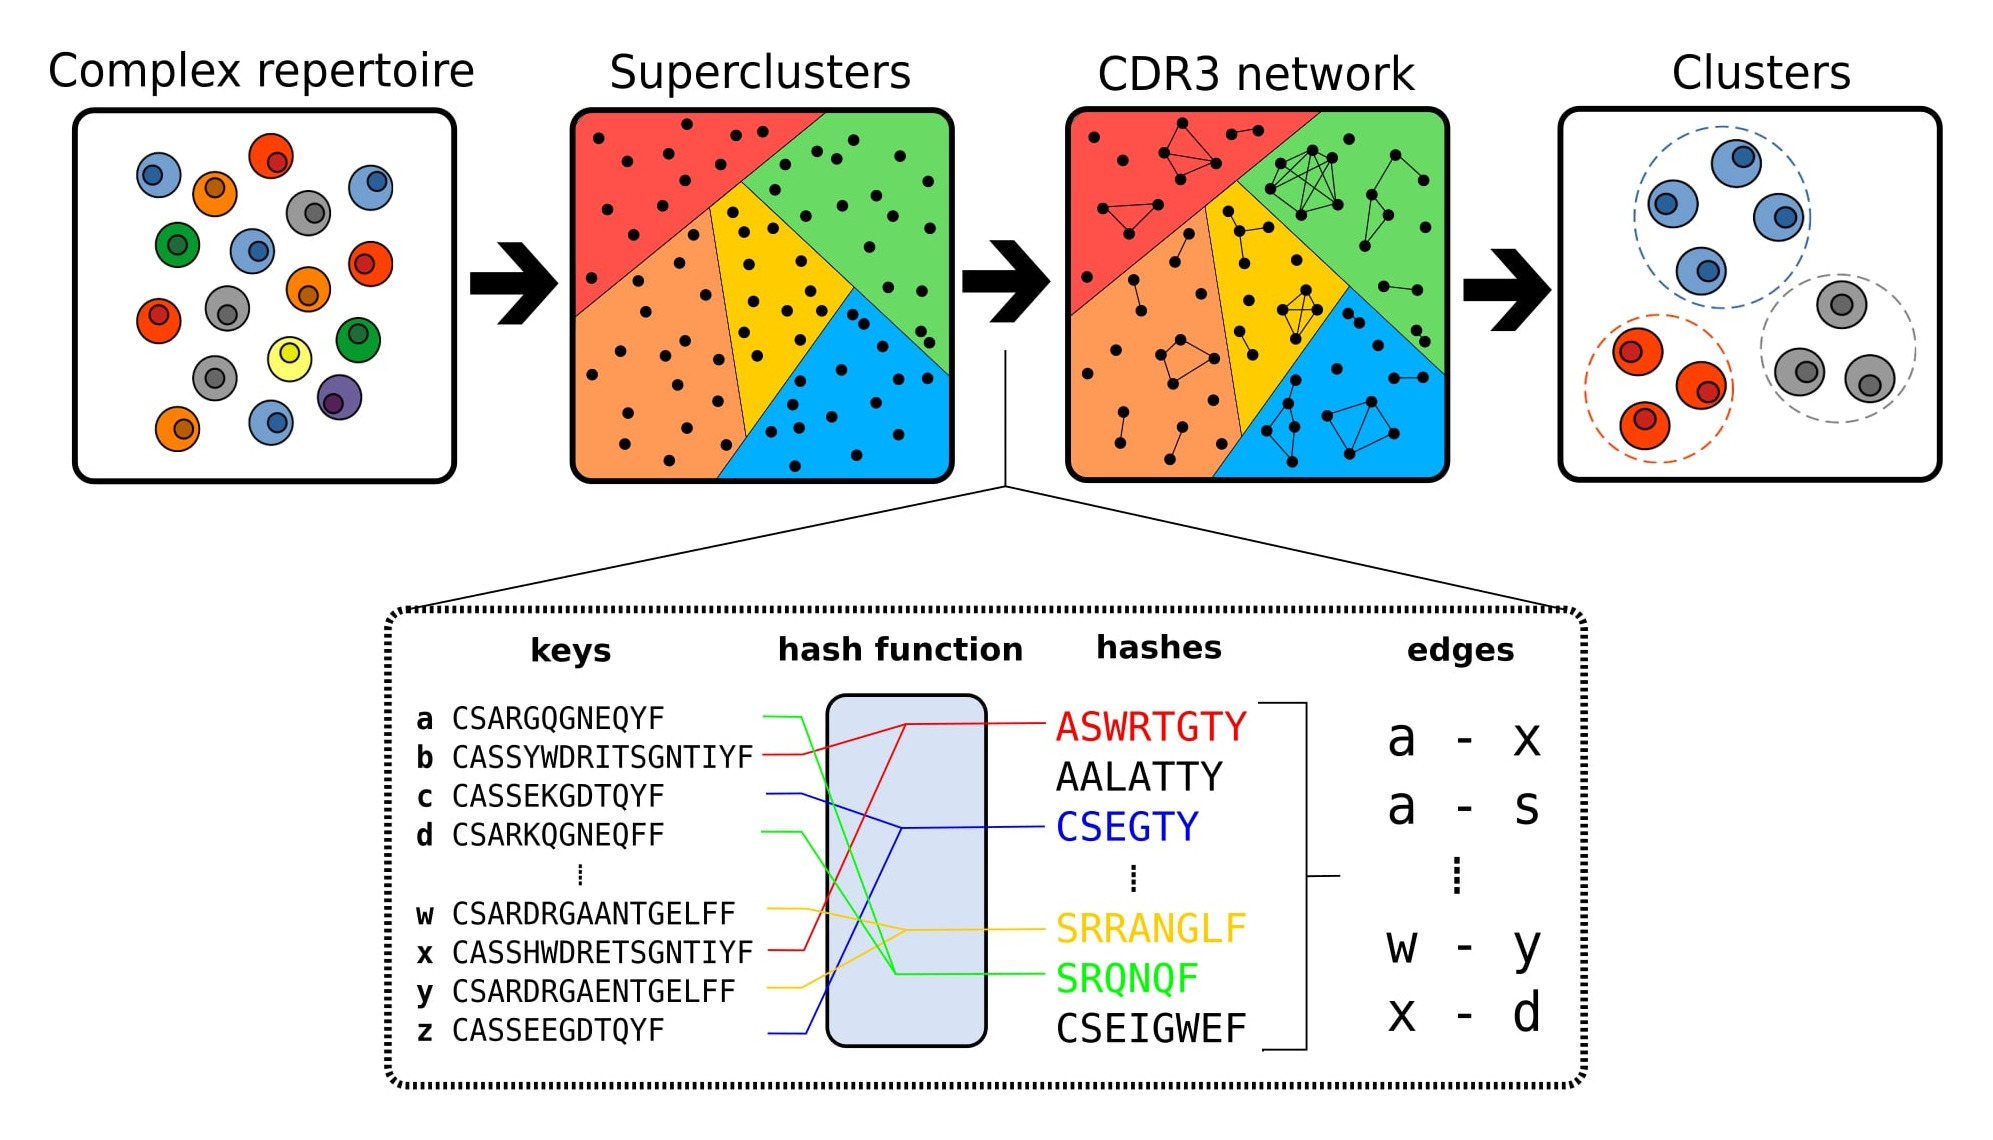 Complex repertoire
Superclusters
CDR3 network
Clusters
keys
hash function
hashes
edges
a CSARGQGNEQYF
b CASSYWDRITSGNTIYF
c CASSEKGDTQYF
d CSARKQGNEQFF
w CSARDRGAANTGELFF
x CASSHWDRETSGNTIYF
y CSARDRGAENTGELFF
z CASSEEGDTQYF
ASWRTGTY
AALATTY
CSEGTY
SRRANGLF
SRQNQF
CSEIGWEF
a - x
a - s
w - y
x - d